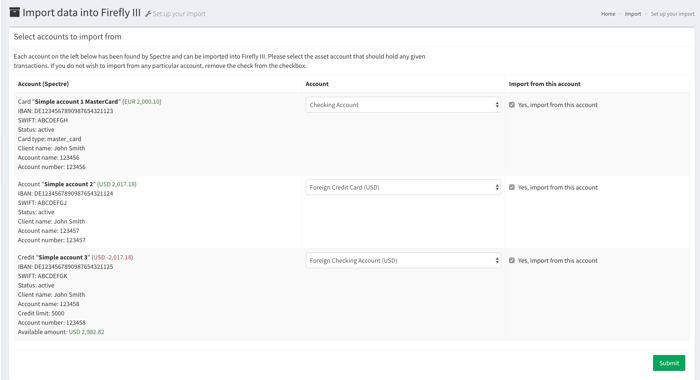 Import data into Firefly III Set up your import
Home Import Set up your import
Select accounts to import from
Each account on the left below has been found by Spectre and can be imported into Firefly III. Please select the asset account that should hold any given
transactions. If you do not wish to import from any particular account, remove the check from the checkbox.
Account (Spectre) Account Import from this account
Card "Simple account 1 MasterCard" (EUR 2,000.10) Checking Account Yes, import from this account
IBAN: DE1234567890987654321123
SWIFT: ABCDEFGH
Status: active
Card type: master_card
Client name: John Smith
Account name: 123456
Account number: 123456
Account "Simple account 2" (USD 2,017.18) Foreign Credit Card (USD) Yes, import from this account
IBAN: DE1234567890987654321124
SWIFT: ABCDEFGJ
Status: active
Client name: John Smith
Account name: 123457
Account number: 123457
Credit "Simple account 3" (USD -2,017.18) Foreign Checking Account (USD) Yes, import from this account
IBAN: DE1234567890987654321125
SWIFT: ABCDEFGK
Status: active
Client name: John Smith
Account name: 123458
Credit limit: 5000
Account number: 123458
Available amount: USD 2,982.82
Submit